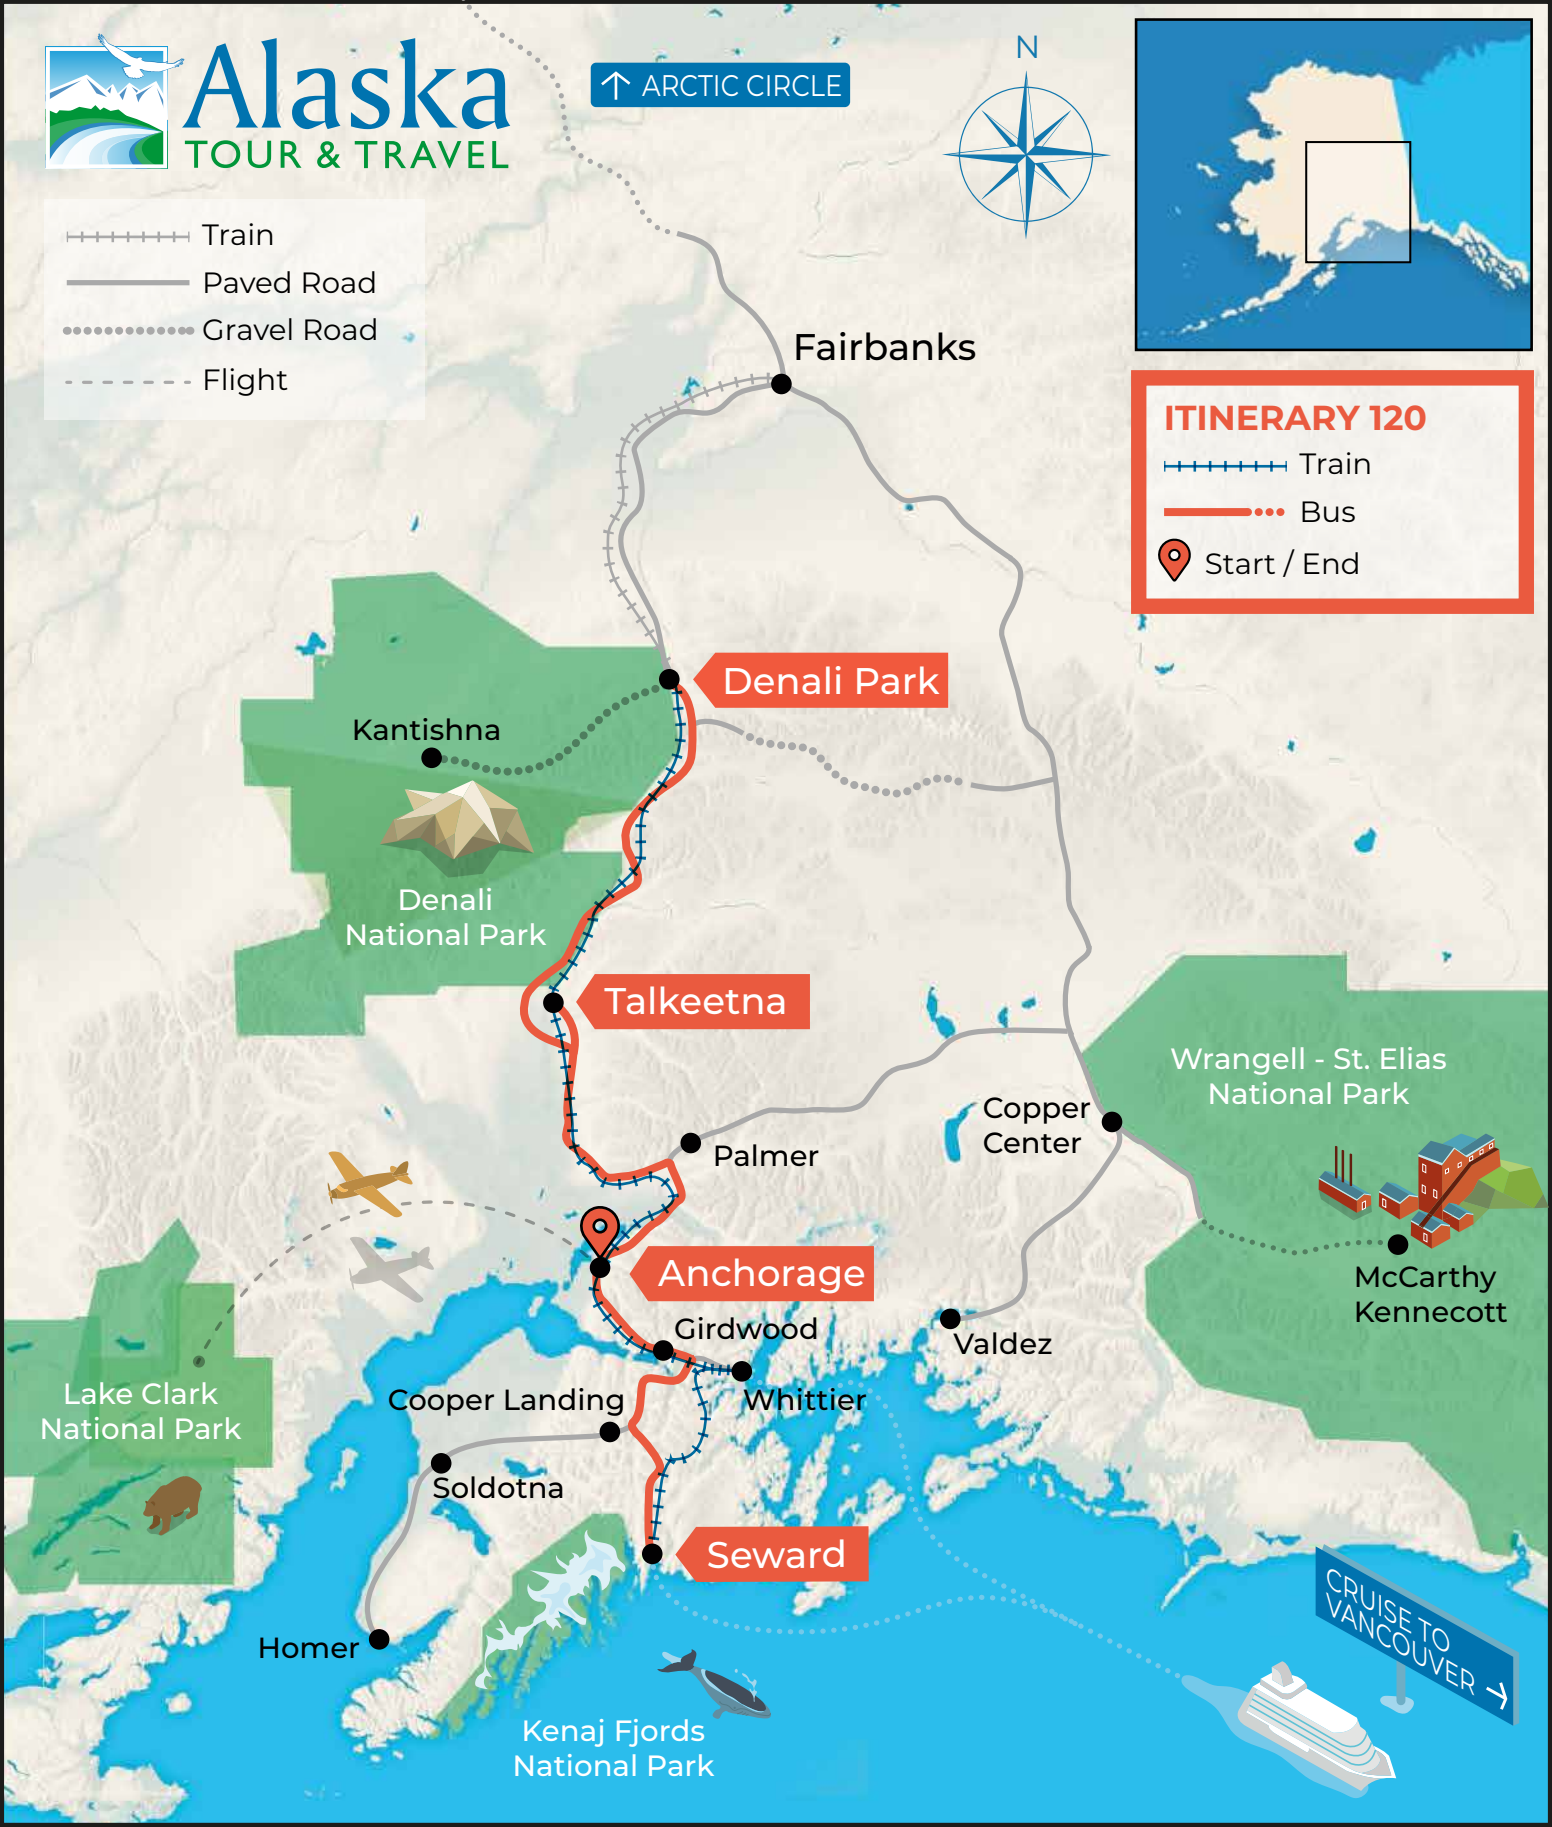 Alaska
TOUR & TRAVEL
↑ ARCTIC CIRCLE
N
Train
Paved Road
Gravel Road
Flight
ITINERARY 120
Train
Bus
Start / End
Fairbanks
Denali Park
Kantishna
Denali
National Park
Talkeetna
Wrangell - St. Elias
National Park
Copper
Center
Palmer
Anchorage
McCarthy
Kennecott
Girdwood
Valdez
Whittier
Cooper Landing
Lake Clark
National Park
Soldotna
Seward
Homer
CRUISE TO
VANCOUVER →
Kenaj Fjords
National Park